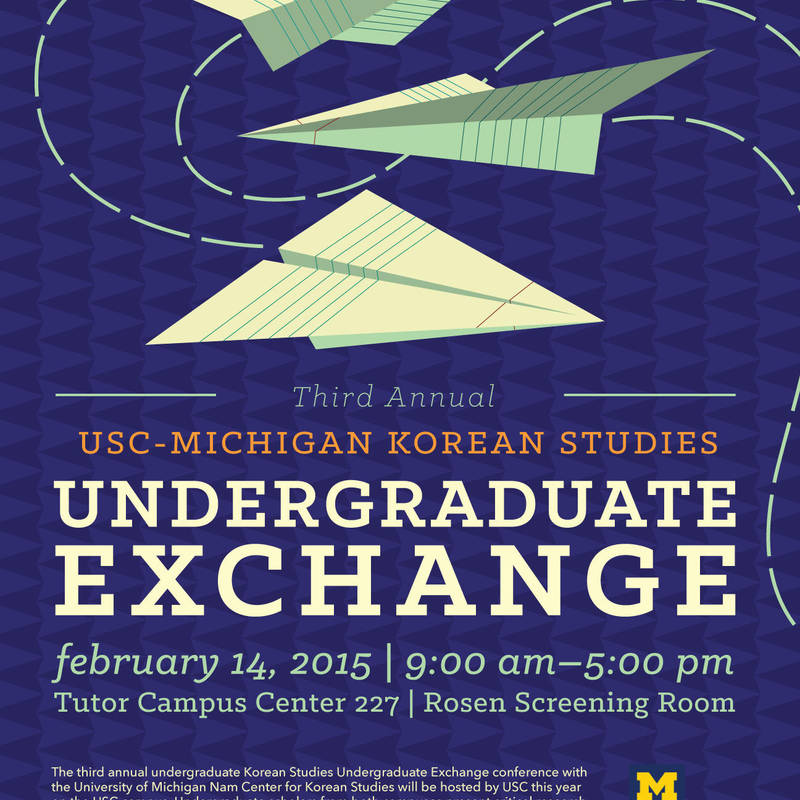 Third Annual
USC-MICHIGAN KOREAN STUDIES
UNDERGRADUATE
EXCHANGE
february 14, 2015 | 9:00 am–5:00 pm
Tutor Campus Center 227 | Rosen Screening Room
The third annual undergraduate Korean Studies Undergraduate Exchange conference with
the University of Michigan Nam Center for Korean Studies will be hosted by USC this year
M